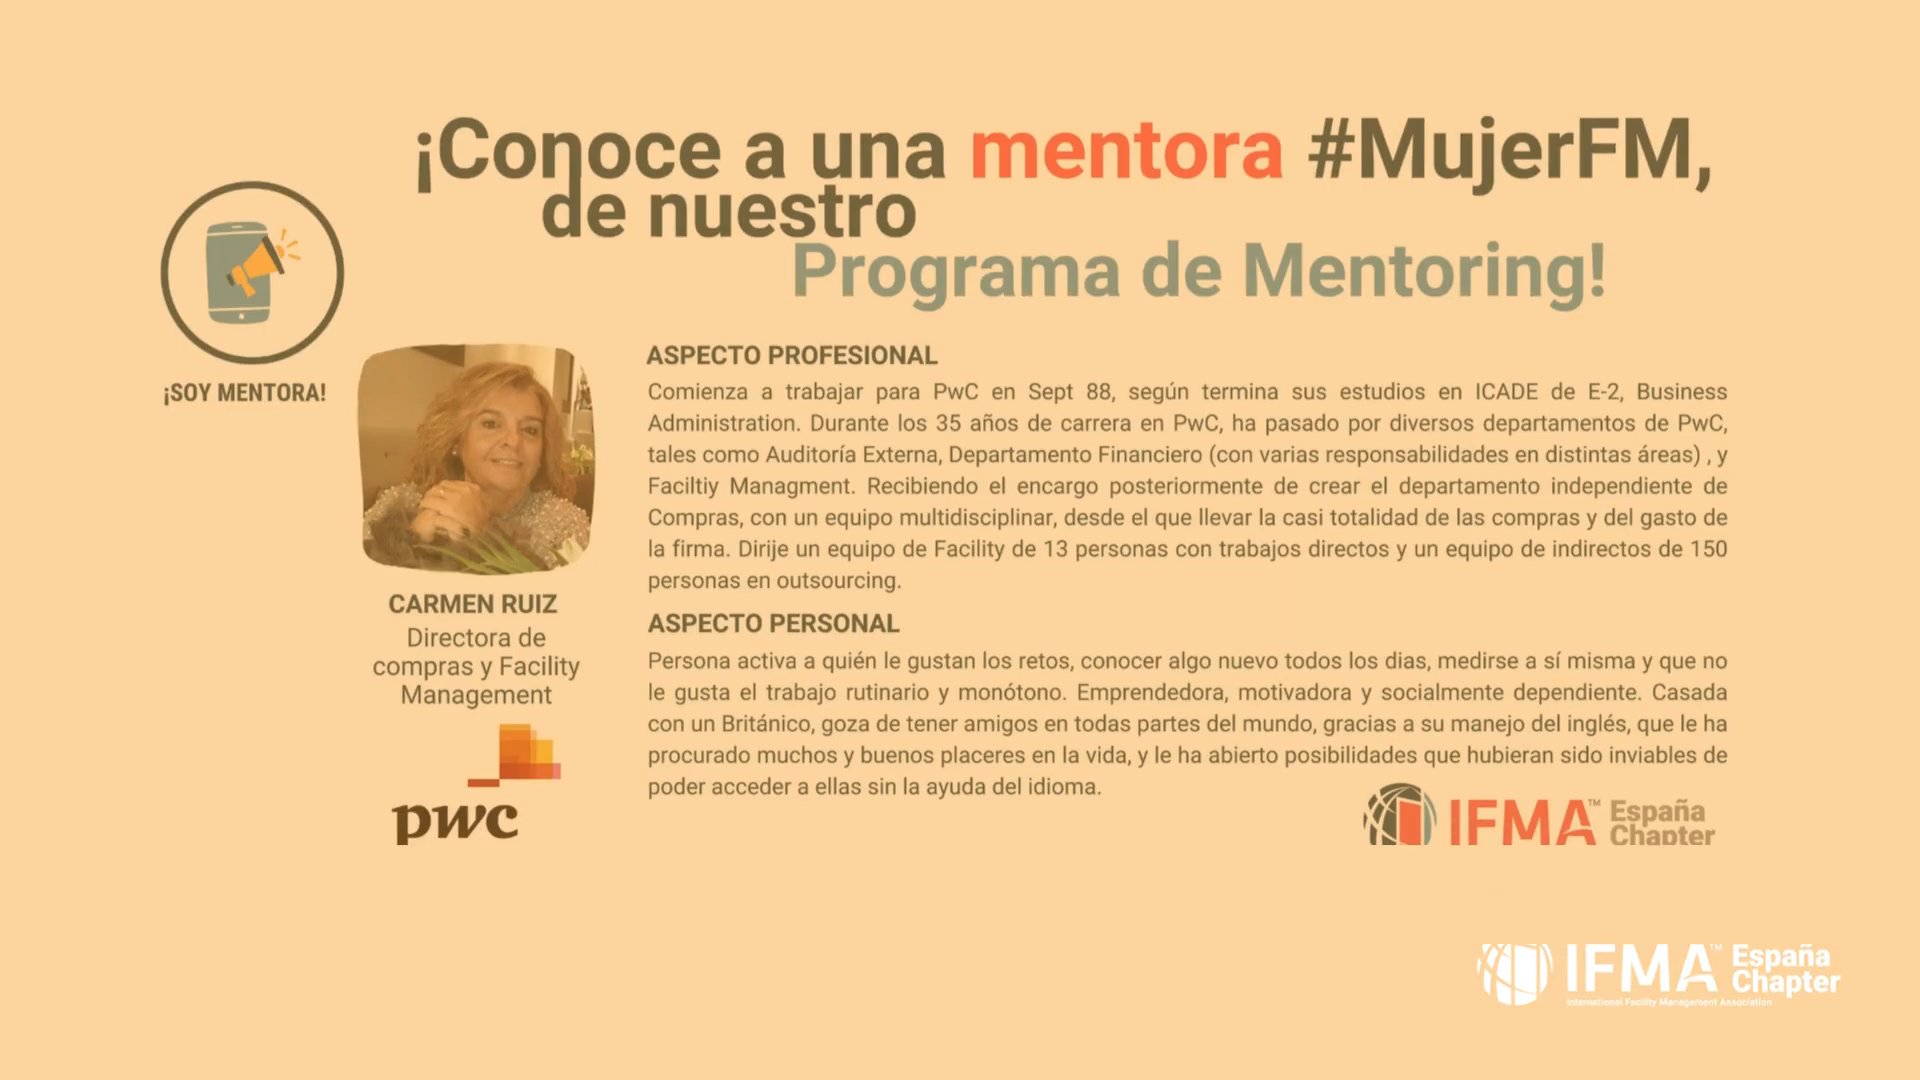 ¡Conoce a una mentora #MujerFM,
de nuestro
Programa de Mentoring!
¡SOY MENTORA!
CARMEN RUIZ
Directora de
compras y Facility
Management
pwc
ASPECTO PROFESIONAL
Comienza a trabajar para PwC en Sept 88, según termina sus estudios en ICADE de E-2, Business
Administration. Durante los 35 años de carrera en PwC, ha pasado por diversos departamentos de PwC,
tales como Auditoría Externa, Departamento Financiero (con varias responsabilidades en distintas áreas) , y
Faciltiy Managment. Recibiendo el encargo posteriormente de crear el departamento independiente de
Compras, con un equipo multidisciplinar, desde el que llevar la casi totalidad de las compras y del gasto de
la firma. Dirije un equipo de Facility de 13 personas con trabajos directos y un equipo de indirectos de 150
personas en outsourcing.
ASPECTO PERSONAL
Persona activa a quién le gustan los retos, conocer algo nuevo todos los dias, medirse a sí misma y que no
le gusta el trabajo rutinario y monótono. Emprendedora, motivadora y socialmente dependiente. Casada
con un Británico, goza de tener amigos en todas partes del mundo, gracias a su manejo del inglés, que le ha
procurado muchos y buenos placeres en la vida, y le ha abierto posibilidades que hubieran sido inviables de
poder acceder a ellas sin la ayuda del idioma.
IFMA™ España
Chapter
IFMA™ España
Chapter
International Facility Management Association